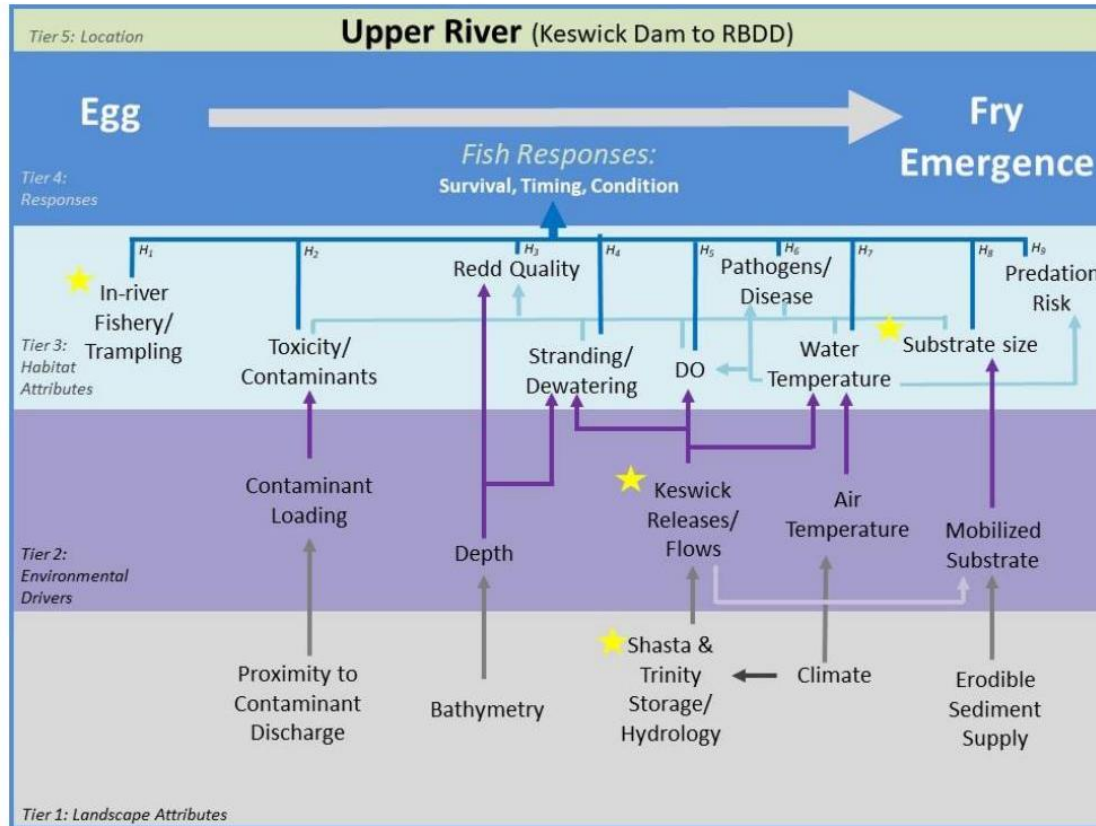 Tier 5: Location
Upper River (Keswick Dam to RBDD)
Egg
Fry
Emergence
Fish Responses:
Survival, Timing, Condition
Tier 4:
Responses
H1
H2
H3
H4
H5
H6
H7
H8
H9
In-river
Fishery/
Trampling
Toxicity/
Contaminants
Redd Quality
Stranding/
Dewatering
DO
Pathogens/
Disease
Water
Temperature
Substrate size
Predation
Risk
Tier 3:
Habitat
Attributes
Contaminant
Loading
Depth
Keswick
Releases/
Flows
Air
Temperature
Mobilized
Substrate
Tier 2:
Environmental
Drivers
Proximity to
Contaminant
Discharge
Bathymetry
Shasta &
Trinity
Storage/
Hydrology
Climate
Erodible
Sediment
Supply
Tier 1: Landscape Attributes